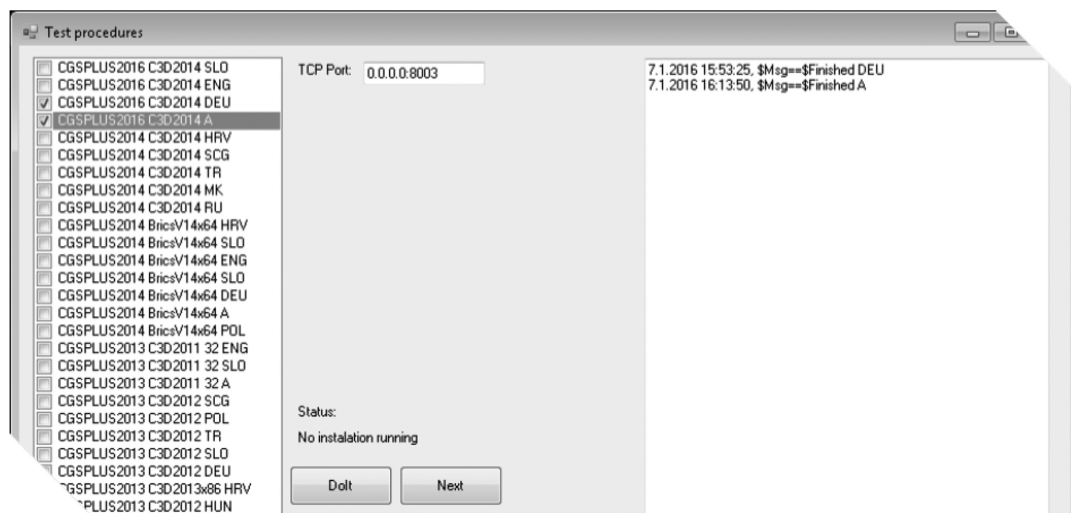 Test procedures
CGSPLUS2016 C3D2014 SLO
CGSPLUS2016 C3D2014 ENG
CGSPLUS2016 C3D2014 DEU
CGSPLUS2016 C3D2014 A
CGSPLUS2014 C3D2014 HRV
CGSPLUS2014 C3D2014 SCG
CGSPLUS2014 C3D2014 TR
CGSPLUS2014 C3D2014 MK
CGSPLUS2014 C3D2014 RU
CGSPLUS2014 BricsV14x64 HRV
CGSPLUS2014 BricsV14x64 SLO
CGSPLUS2014 BricsV14x64 ENG
CGSPLUS2014 BricsV14x64 SLO
CGSPLUS2014 BricsV14x64 DEU
CGSPLUS2014 BricsV14x64 A
CGSPLUS2014 BricsV14x64 POL
CGSPLUS2013 C3D2011 32 ENG
CGSPLUS2013 C3D2011 32 SLO
CGSPLUS2013 C3D2011 32 A
CGSPLUS2013 C3D2012 SCG
CGSPLUS2013 C3D2012 POL
CGSPLUS2013 C3D2012 TR
CGSPLUS2013 C3D2012 SLO
CGSPLUS2013 C3D2012 DEU
GSPLUS2013 C3D2013x86 HRV
PLUS2013 C3D2012 HUN
TCP Port: 0.0.0.0:8003
Status:
No instalation running
DoIt
Next
7.1.2016 15:53:25, $Msg==$Finished DEU
7.1.2016 16:13:50, $Msg==$Finished A